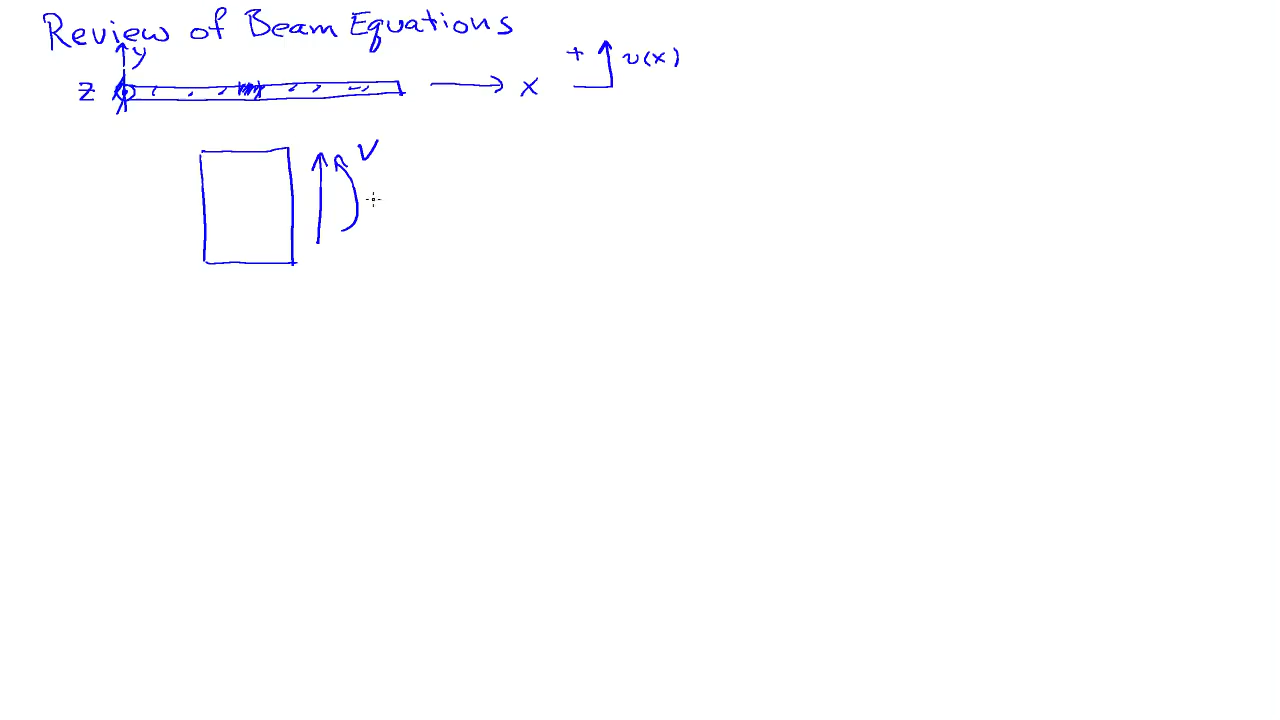 Review of Beam Equations
y
+ v(x)
z
x
V